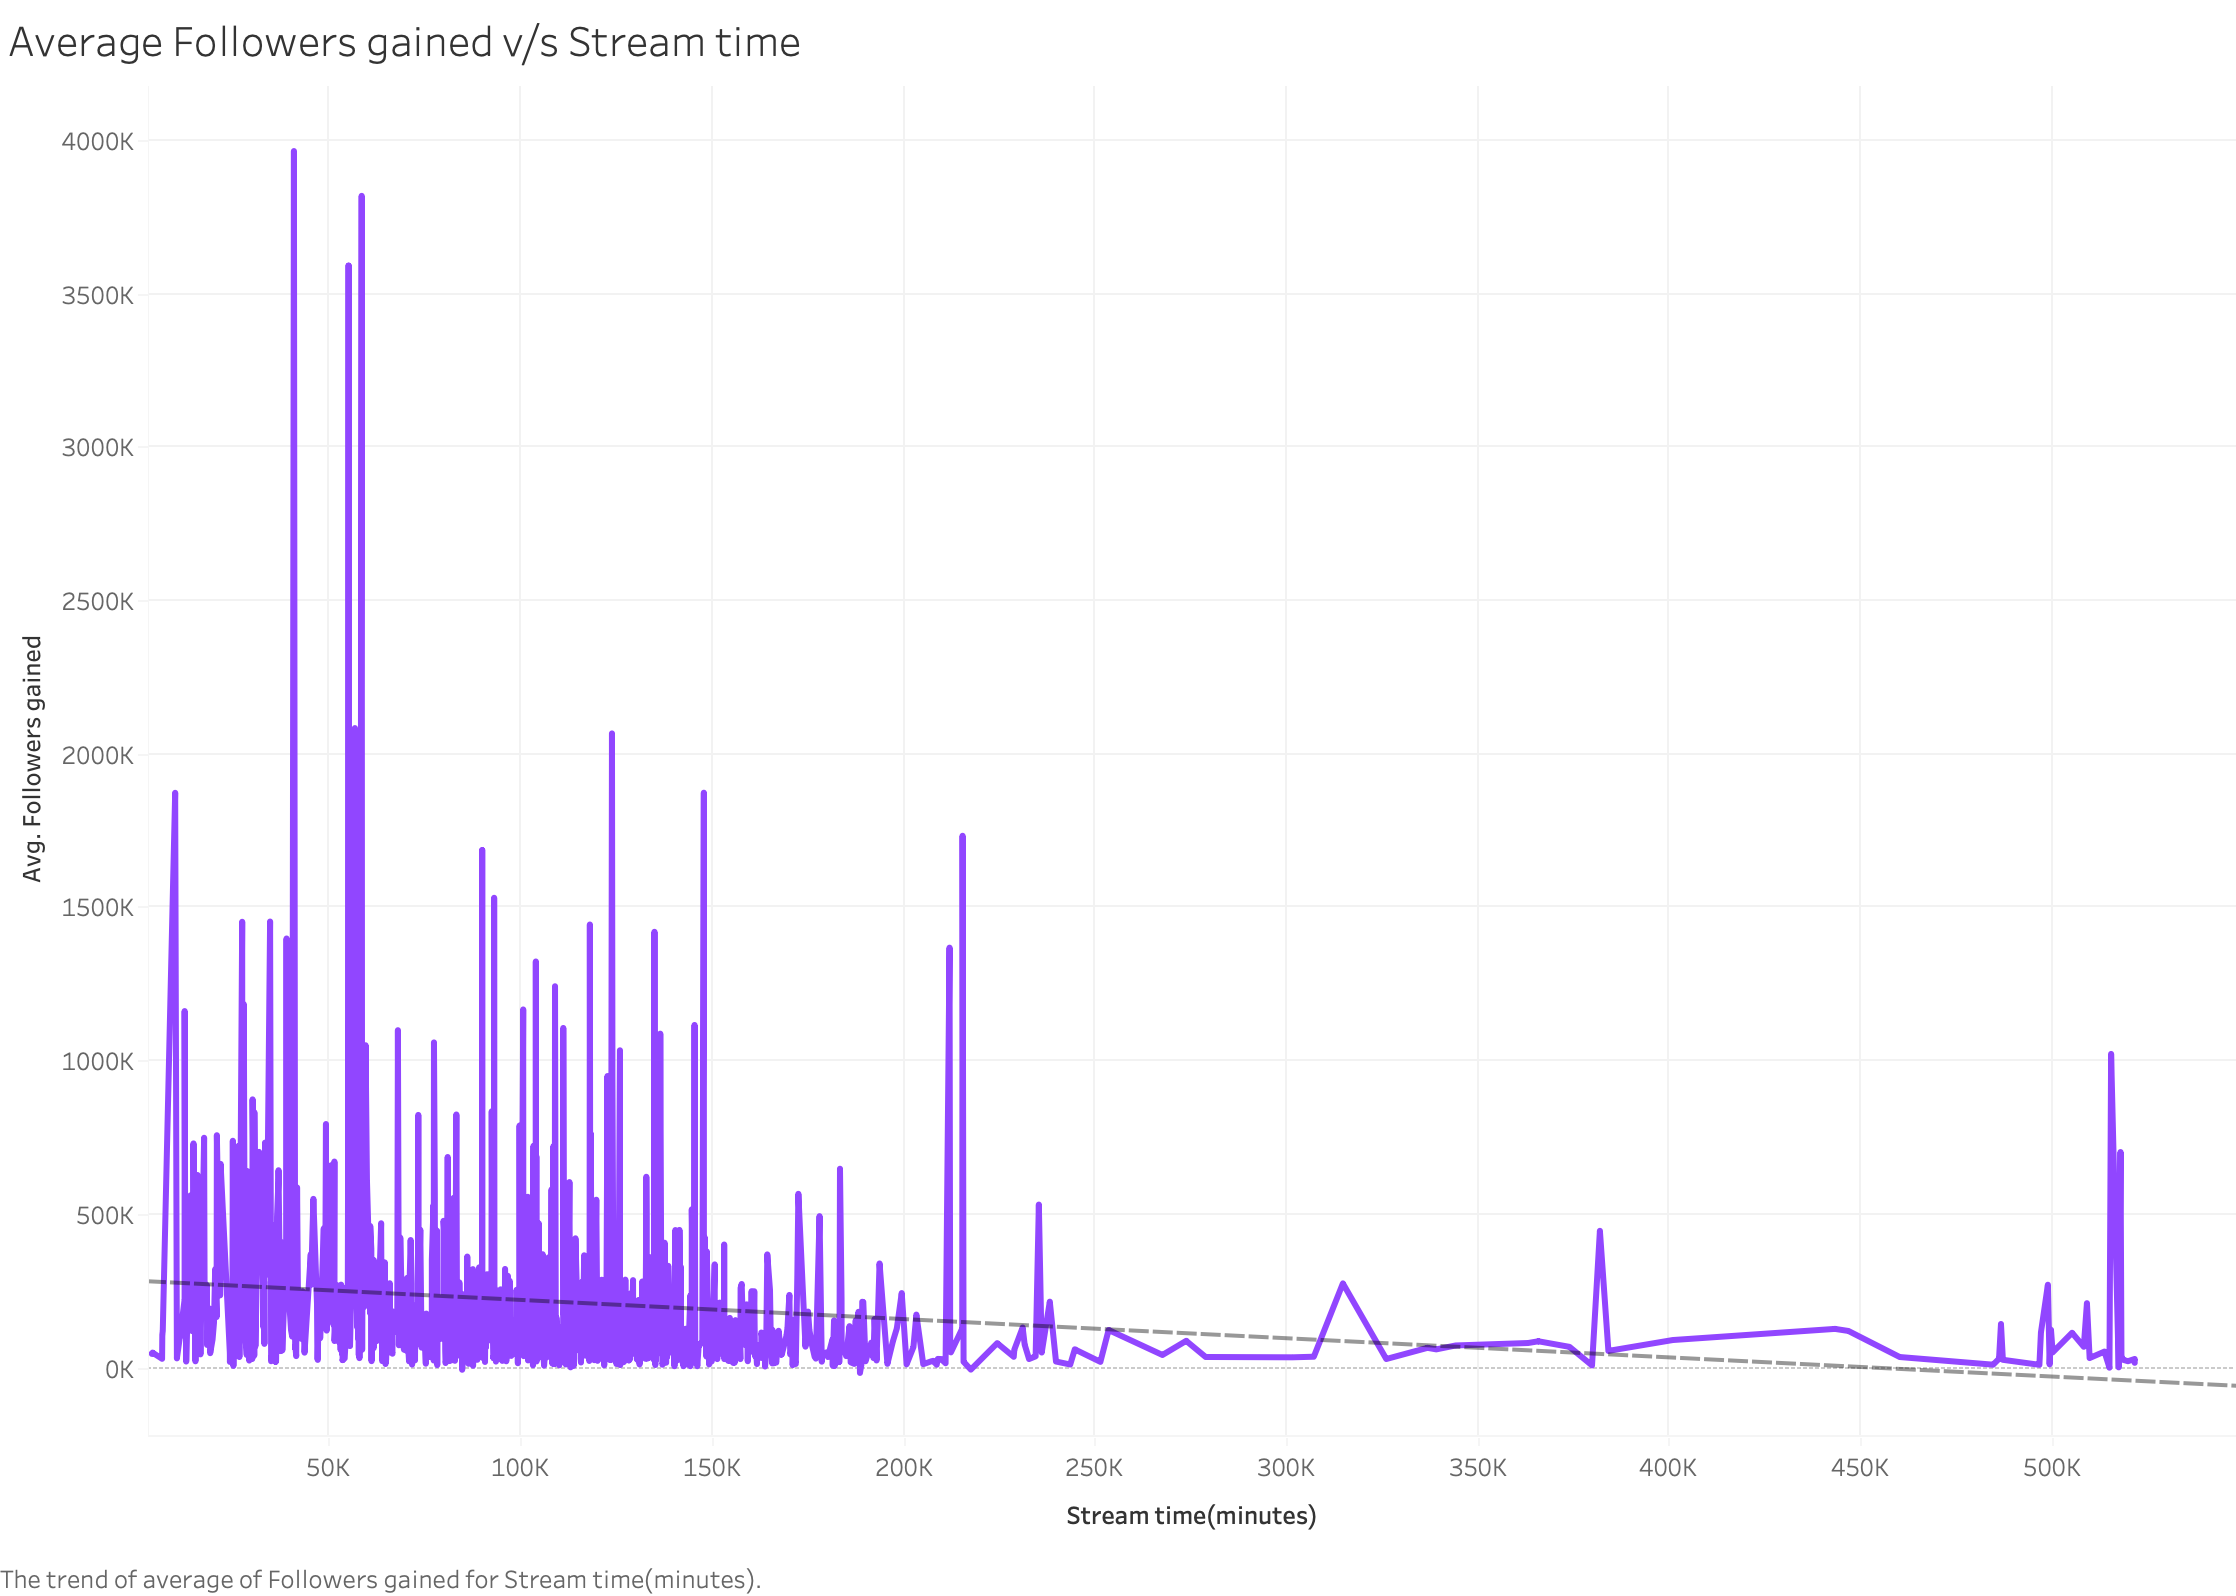 Average Followers gained v/s Stream time
4000K
3500K
3000K
2500K
2000K
1500K
1000K
500K
0K
Avg. Followers gained
50K 100K 150K 200K 250K 300K 350K 400K 450K 500K
Stream time(minutes)
The trend of average of Followers gained for Stream time(minutes).